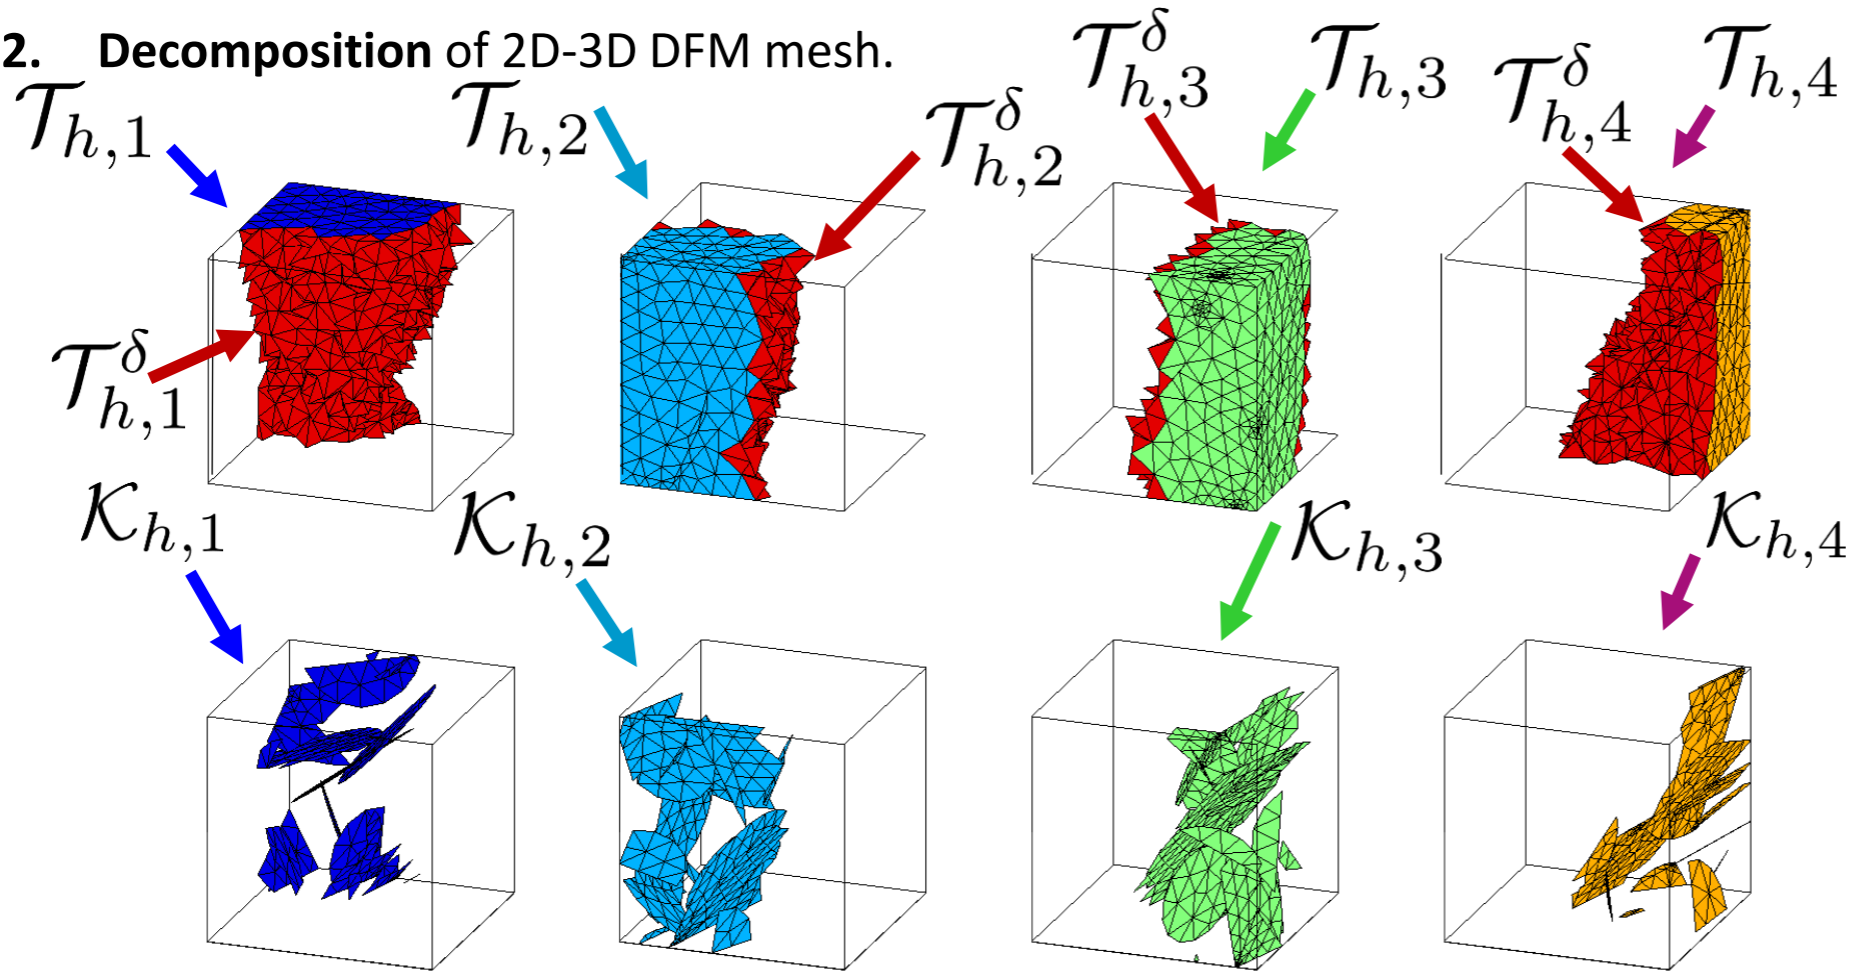 2. Decomposition of 2D-3D DFM mesh.
𝒯_{h,1}
𝒯_{h,2}
𝒯^δ_{h,2}
𝒯^δ_{h,3}
𝒯_{h,3}
𝒯^δ_{h,4}
𝒯_{h,4}
𝒯^δ_{h,1}
𝒦_{h,1}
𝒦_{h,2}
𝒦_{h,3}
𝒦_{h,4}